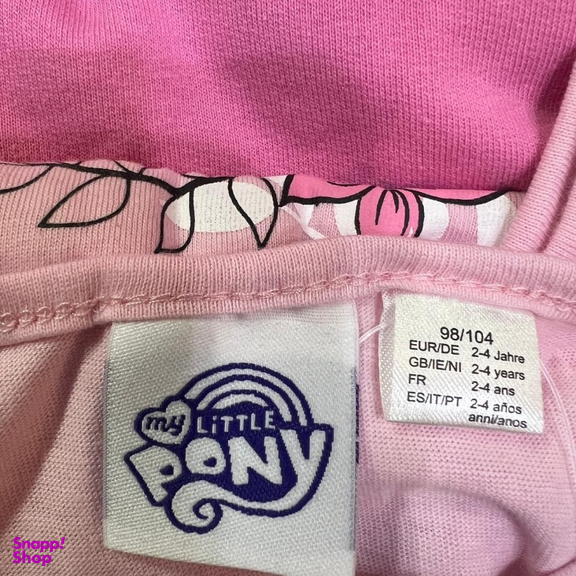 98/104
EUR/DE 2-4 Jahre
GB/IE/NI 2-4 years
FR 2-4 ans
ES/IT/PT 2-4 años
anni/anos
my LiTTLE
PONY
Snapp!
Shop